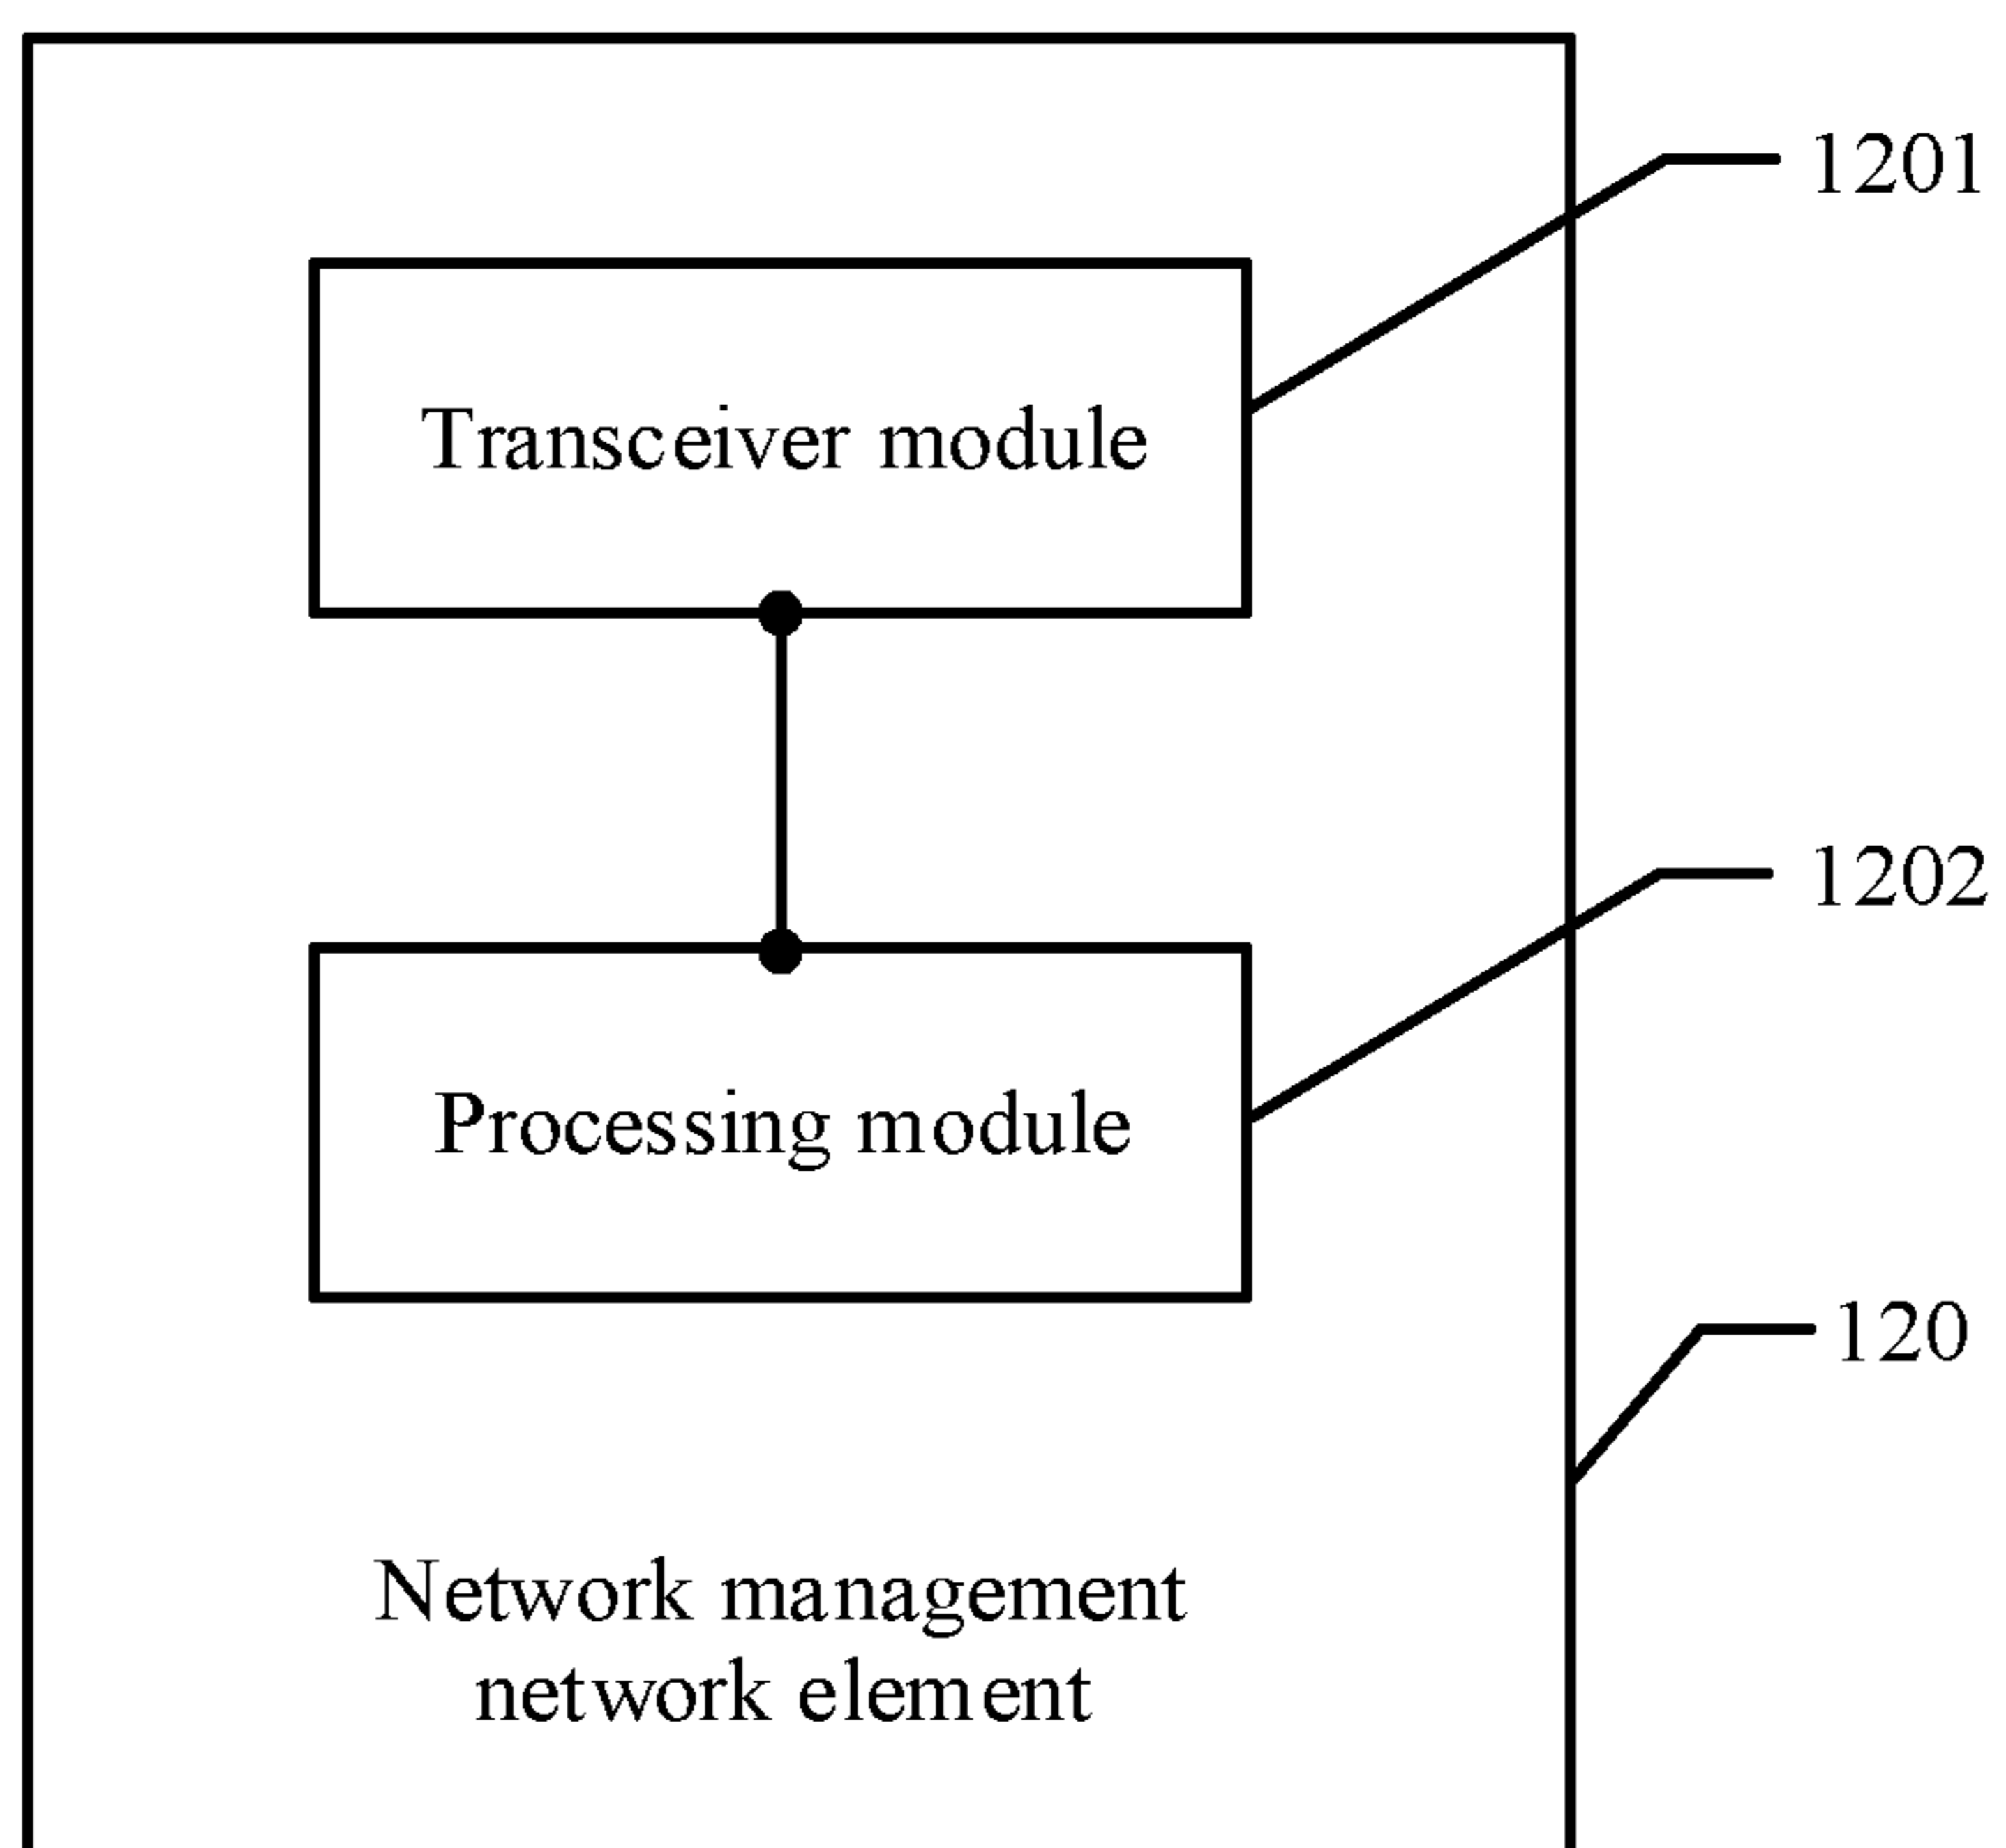 1201
Transceiver module
1202
Processing module
120
Network management
network element